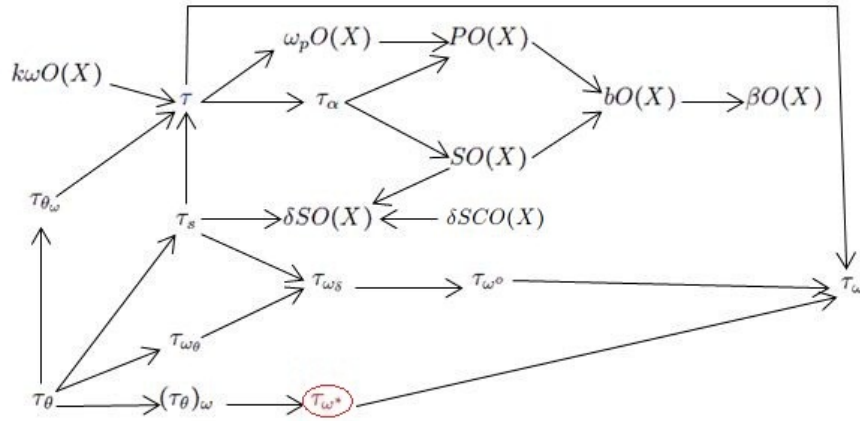 ω_pO(X) PO(X)
kωO(X)
τ τ_α bO(X) βO(X)
SO(X)
τ_{θ_ω} τ_s δSO(X) δSCO(X)
τ_{ω_δ} τ_{ω^o} τ_ω
τ_{ω_θ}
τ_θ (τ_θ)_ω τ_{ω*}